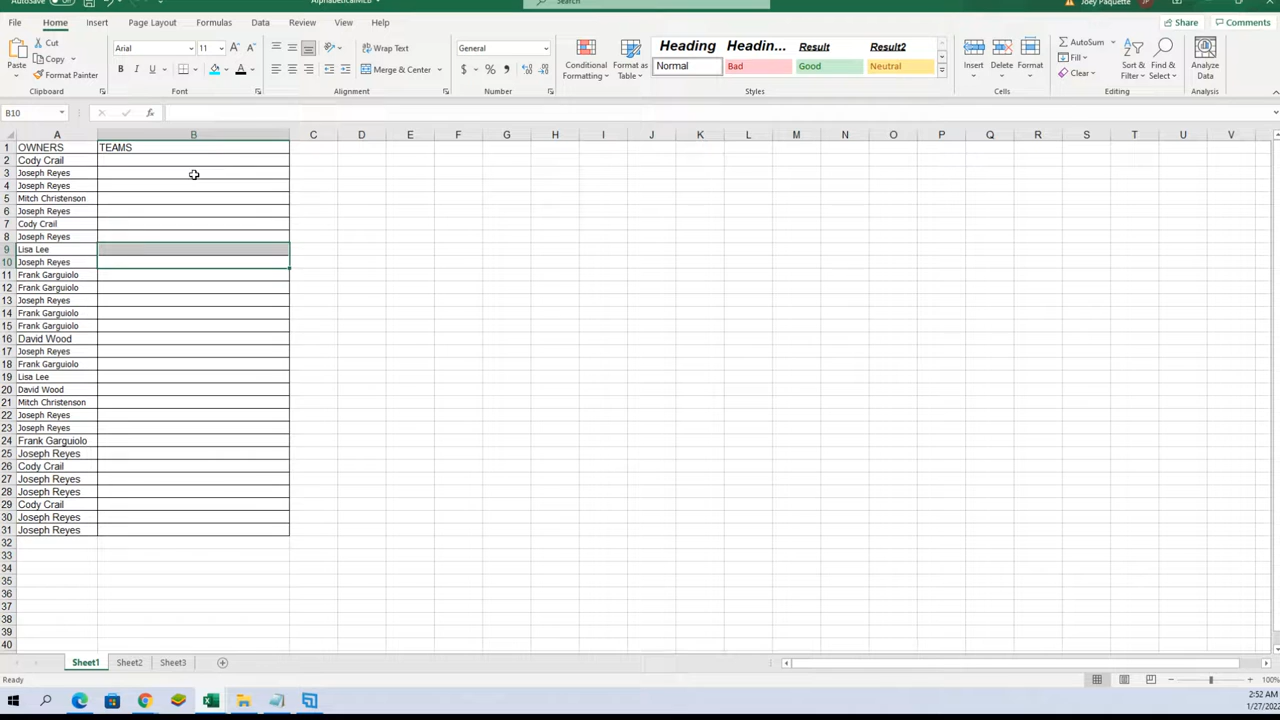 AutoSave
AlphabeticalMLB
Search
Joey Paquette
JP
File Home Insert Page Layout Formulas Data Review View Help
Share Comments
Paste
Cut
Copy
Format Painter
Clipboard
Arial 11
B I U
Font
Wrap Text
Merge & Center
Alignment
General
$ % 9
Number
Conditional Formatting
Format as Table
Heading Headin... Result Result2
Normal Bad Good Neutral
Styles
Insert Delete Format
Cells
AutoSum
Fill
Clear
Sort & Filter
Find & Select
Editing
Analyze Data
Analysis
B10 fx
A B C D E F G H I J K L M N O P Q R S T U V
1 OWNERS TEAMS
2 Cody Crail
3 Joseph Reyes
4 Joseph Reyes
5 Mitch Christenson
6 Joseph Reyes
7 Cody Crail
8 Joseph Reyes
9 Lisa Lee
10 Joseph Reyes
11 Frank Garguiolo
12 Frank Garguiolo
13 Joseph Reyes
14 Frank Garguiolo
15 Frank Garguiolo
16 David Wood
17 Joseph Reyes
18 Frank Garguiolo
19 Lisa Lee
20 David Wood
21 Mitch Christenson
22 Joseph Reyes
23 Joseph Reyes
24 Frank Garguiolo
25 Joseph Reyes
26 Cody Crail
27 Joseph Reyes
28 Joseph Reyes
29 Cody Crail
30 Joseph Reyes
31 Joseph Reyes
32
33
34
35
36
37
38
39
40
Sheet1 Sheet2 Sheet3
Ready
100%
2:52 AM
1/27/2022